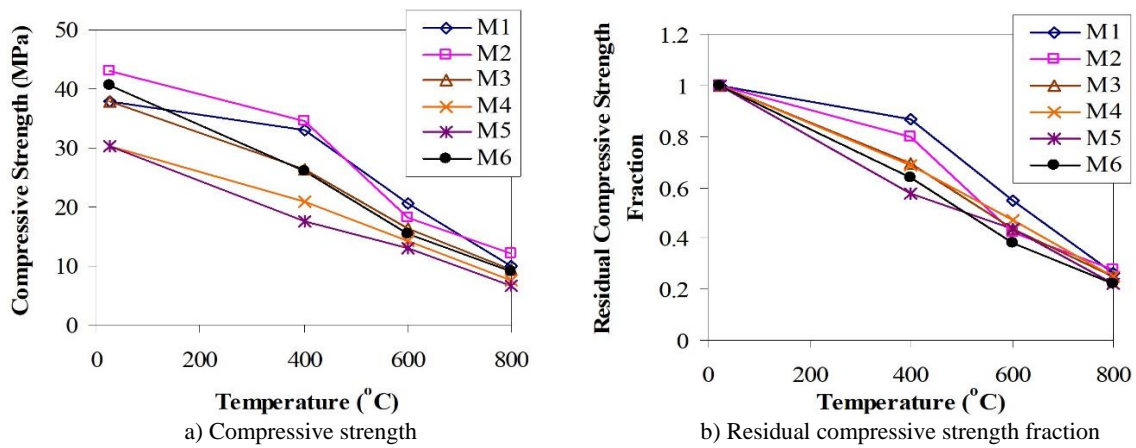 Compressive Strength (MPa)
50
40
30
20
10
0
0 200 400 600 800
Temperature (°C)
M1
M2
M3
M4
M5
M6
a) Compressive strength
Residual Compressive Strength
Fraction
1.2
1
0.8
0.6
0.4
0.2
0
0 200 400 600 800
Temperature (°C)
M1
M2
M3
M4
M5
M6
b) Residual compressive strength fraction